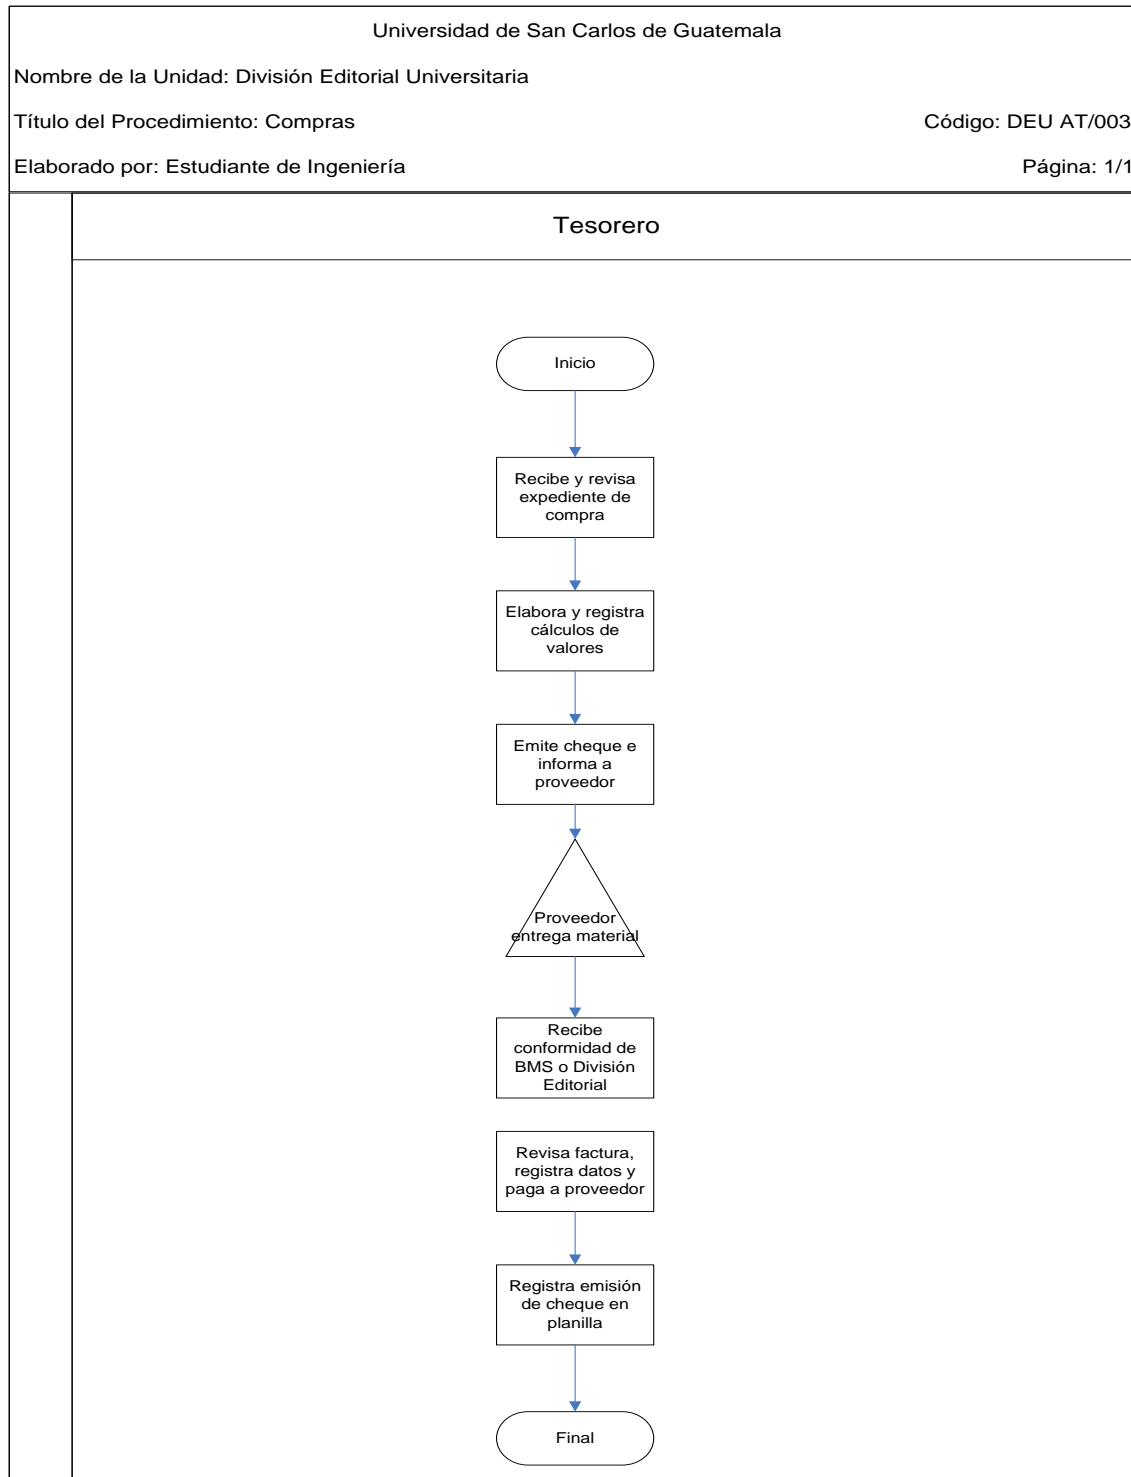 Universidad de San Carlos de Guatemala
Nombre de la Unidad: División Editorial Universitaria
Título del Procedimiento: Compras
Código: DEU AT/003
Elaborado por: Estudiante de Ingeniería
Página: 1/1
Tesorero
Inicio
Recibe y revisa
expediente de
compra
Elabora y registra
cálculos de
valores
Emite cheque e
informa a
proveedor
Proveedor
entrega material
Recibe
conformidad de
BMS o División
Editorial
Revisa factura,
registra datos y
paga a proveedor
Registra emisión
de cheque en
planilla
Final